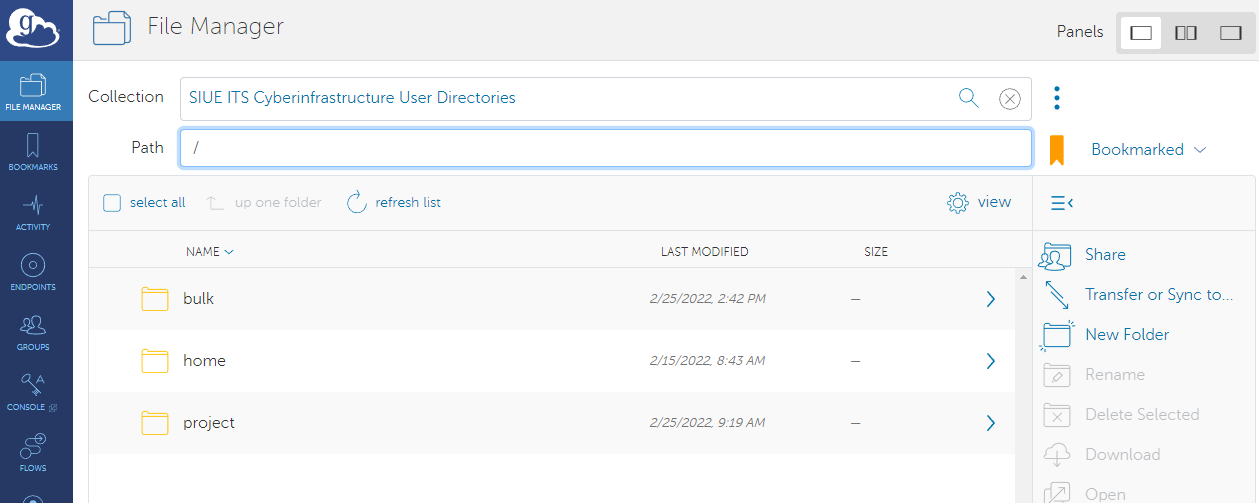 g
File Manager
Panels
FILE MANAGER
Collection
SIUE ITS Cyberinfrastructure User Directories
Path
/
Bookmarked
BOOKMARKS
select all
up one folder
refresh list
view
ACTIVITY
NAME
LAST MODIFIED
SIZE
Share
ENDPOINTS
bulk
2/25/2022, 2:42 PM
—
Transfer or Sync to...
GROUPS
New Folder
home
2/15/2022, 8:43 AM
—
Rename
CONSOLE
Delete Selected
project
2/25/2022, 9:19 AM
—
Download
FLOWS
Open